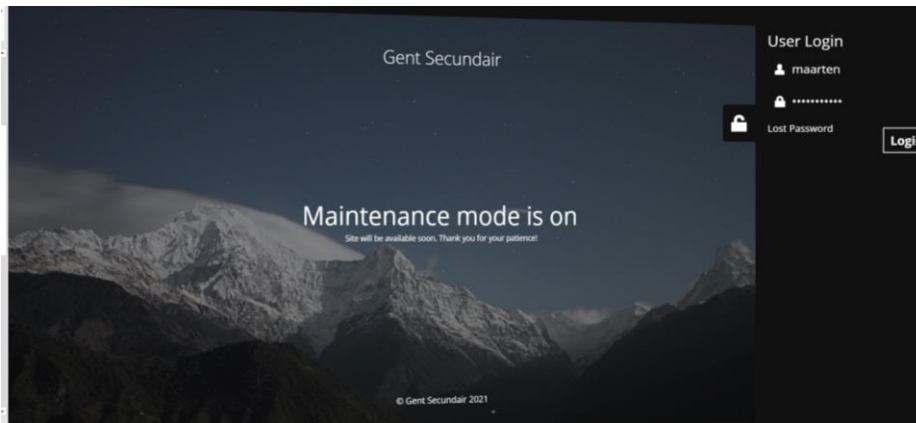 Gent Secundair
Maintenance mode is on
Site will be available soon. Thank you for your patience!
© Gent Secundair 2021
User Login
maarten
•••••••••••
Lost Password
Logi